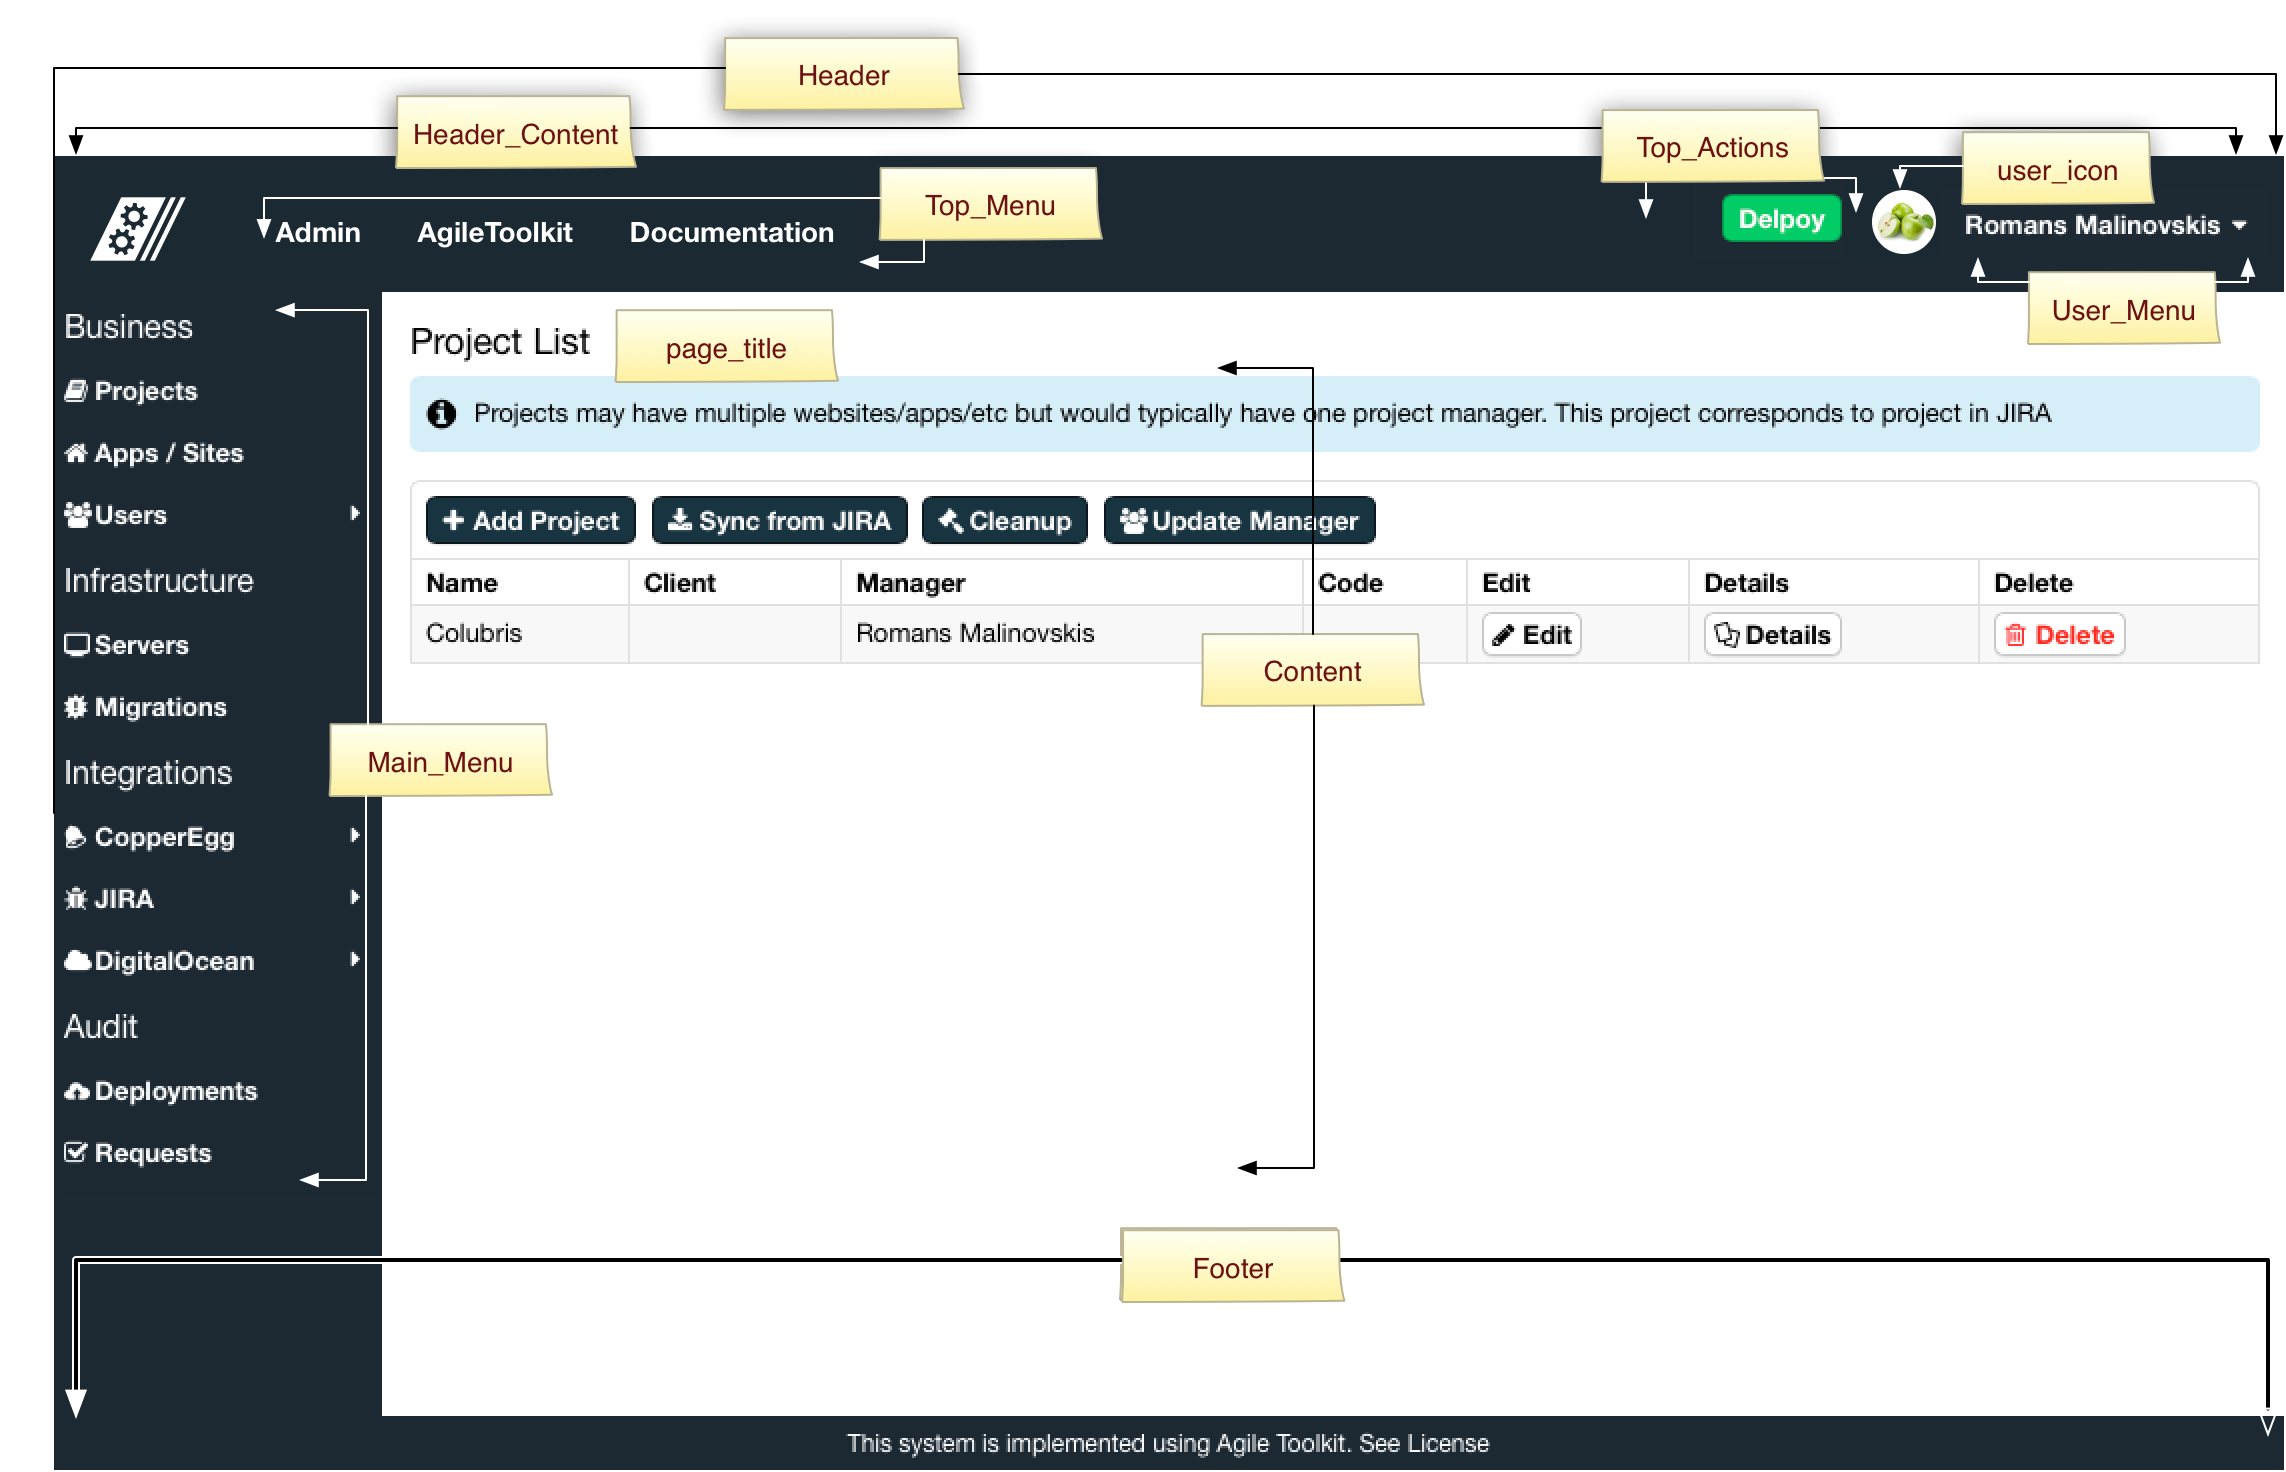 Header
Header_Content
Top_Actions
user_icon
Top_Menu
Admin AgileToolkit Documentation
Delpoy
Romans Malinovskis
User_Menu
Business
Projects
Apps / Sites
Users
Infrastructure
Servers
Migrations
Integrations
CopperEgg
JIRA
DigitalOcean
Audit
Deployments
Requests
Main_Menu
Project List
page_title
Projects may have multiple websites/apps/etc but would typically have one project manager. This project corresponds to project in JIRA
Add Project Sync from JIRA Cleanup Update Manager
Name Client Manager Code Edit Details Delete
Colubris Romans Malinovskis Edit Details Delete
Content
Footer
This system is implemented using Agile Toolkit. See License